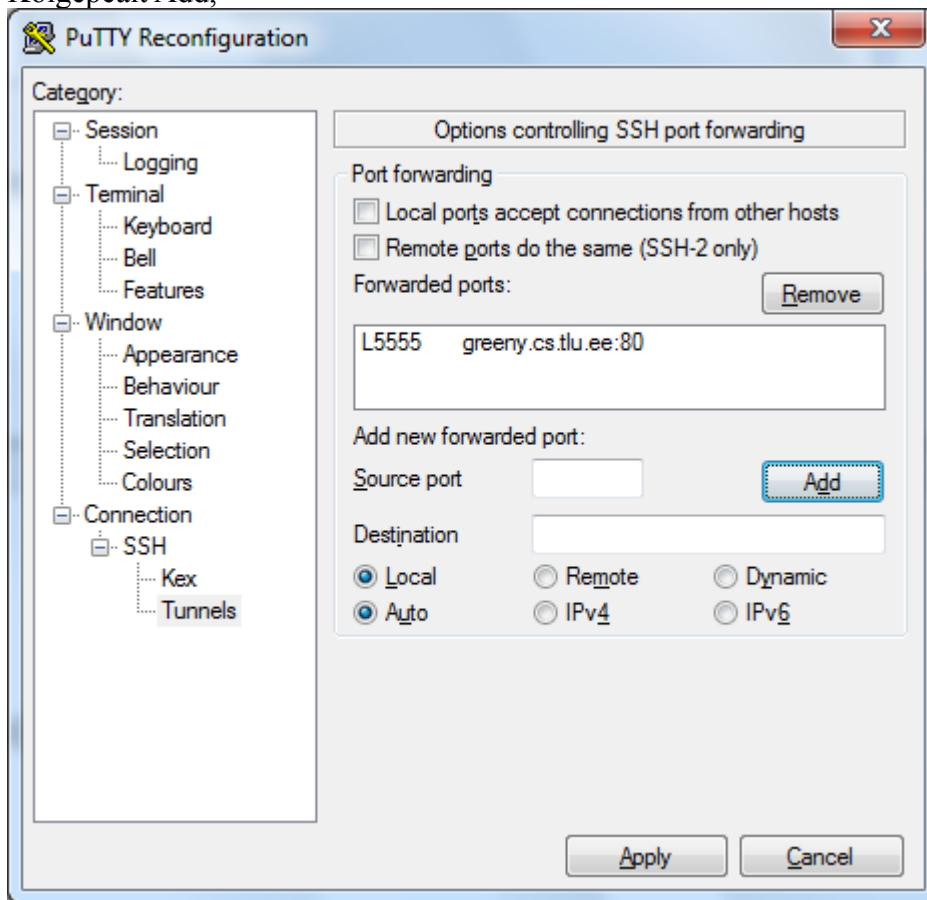 Kõigepealt Add,
PuTTY Reconfiguration
Category:
Session
Logging
Terminal
Keyboard
Bell
Features
Window
Appearance
Behaviour
Translation
Selection
Colours
Connection
SSH
Kex
Tunnels
Options controlling SSH port forwarding
Port forwarding
Local ports accept connections from other hosts
Remote ports do the same (SSH-2 only)
Forwarded ports:
Remove
L5555 greeny.cs.tlu.ee:80
Add new forwarded port:
Source port
Add
Destination
Local Remote Dynamic
Auto IPv4 IPv6
Apply Cancel